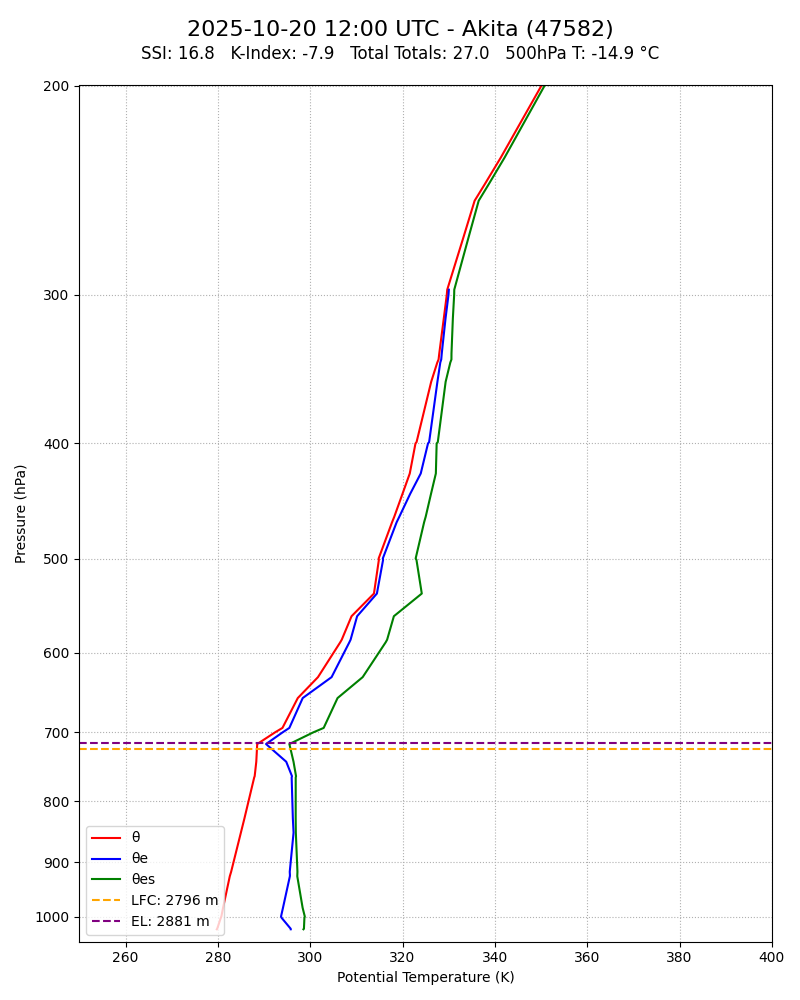 2025-10-20 12:00 UTC - Akita (47582)
SSI: 16.8   K-Index: -7.9   Total Totals: 27.0   500hPa T: -14.9 °C
200
300
400
500
600
700
800
900
1000
Pressure (hPa)
θ
θe
θes
LFC: 2796 m
EL: 2881 m
260
280
300
320
340
360
380
400
Potential Temperature (K)